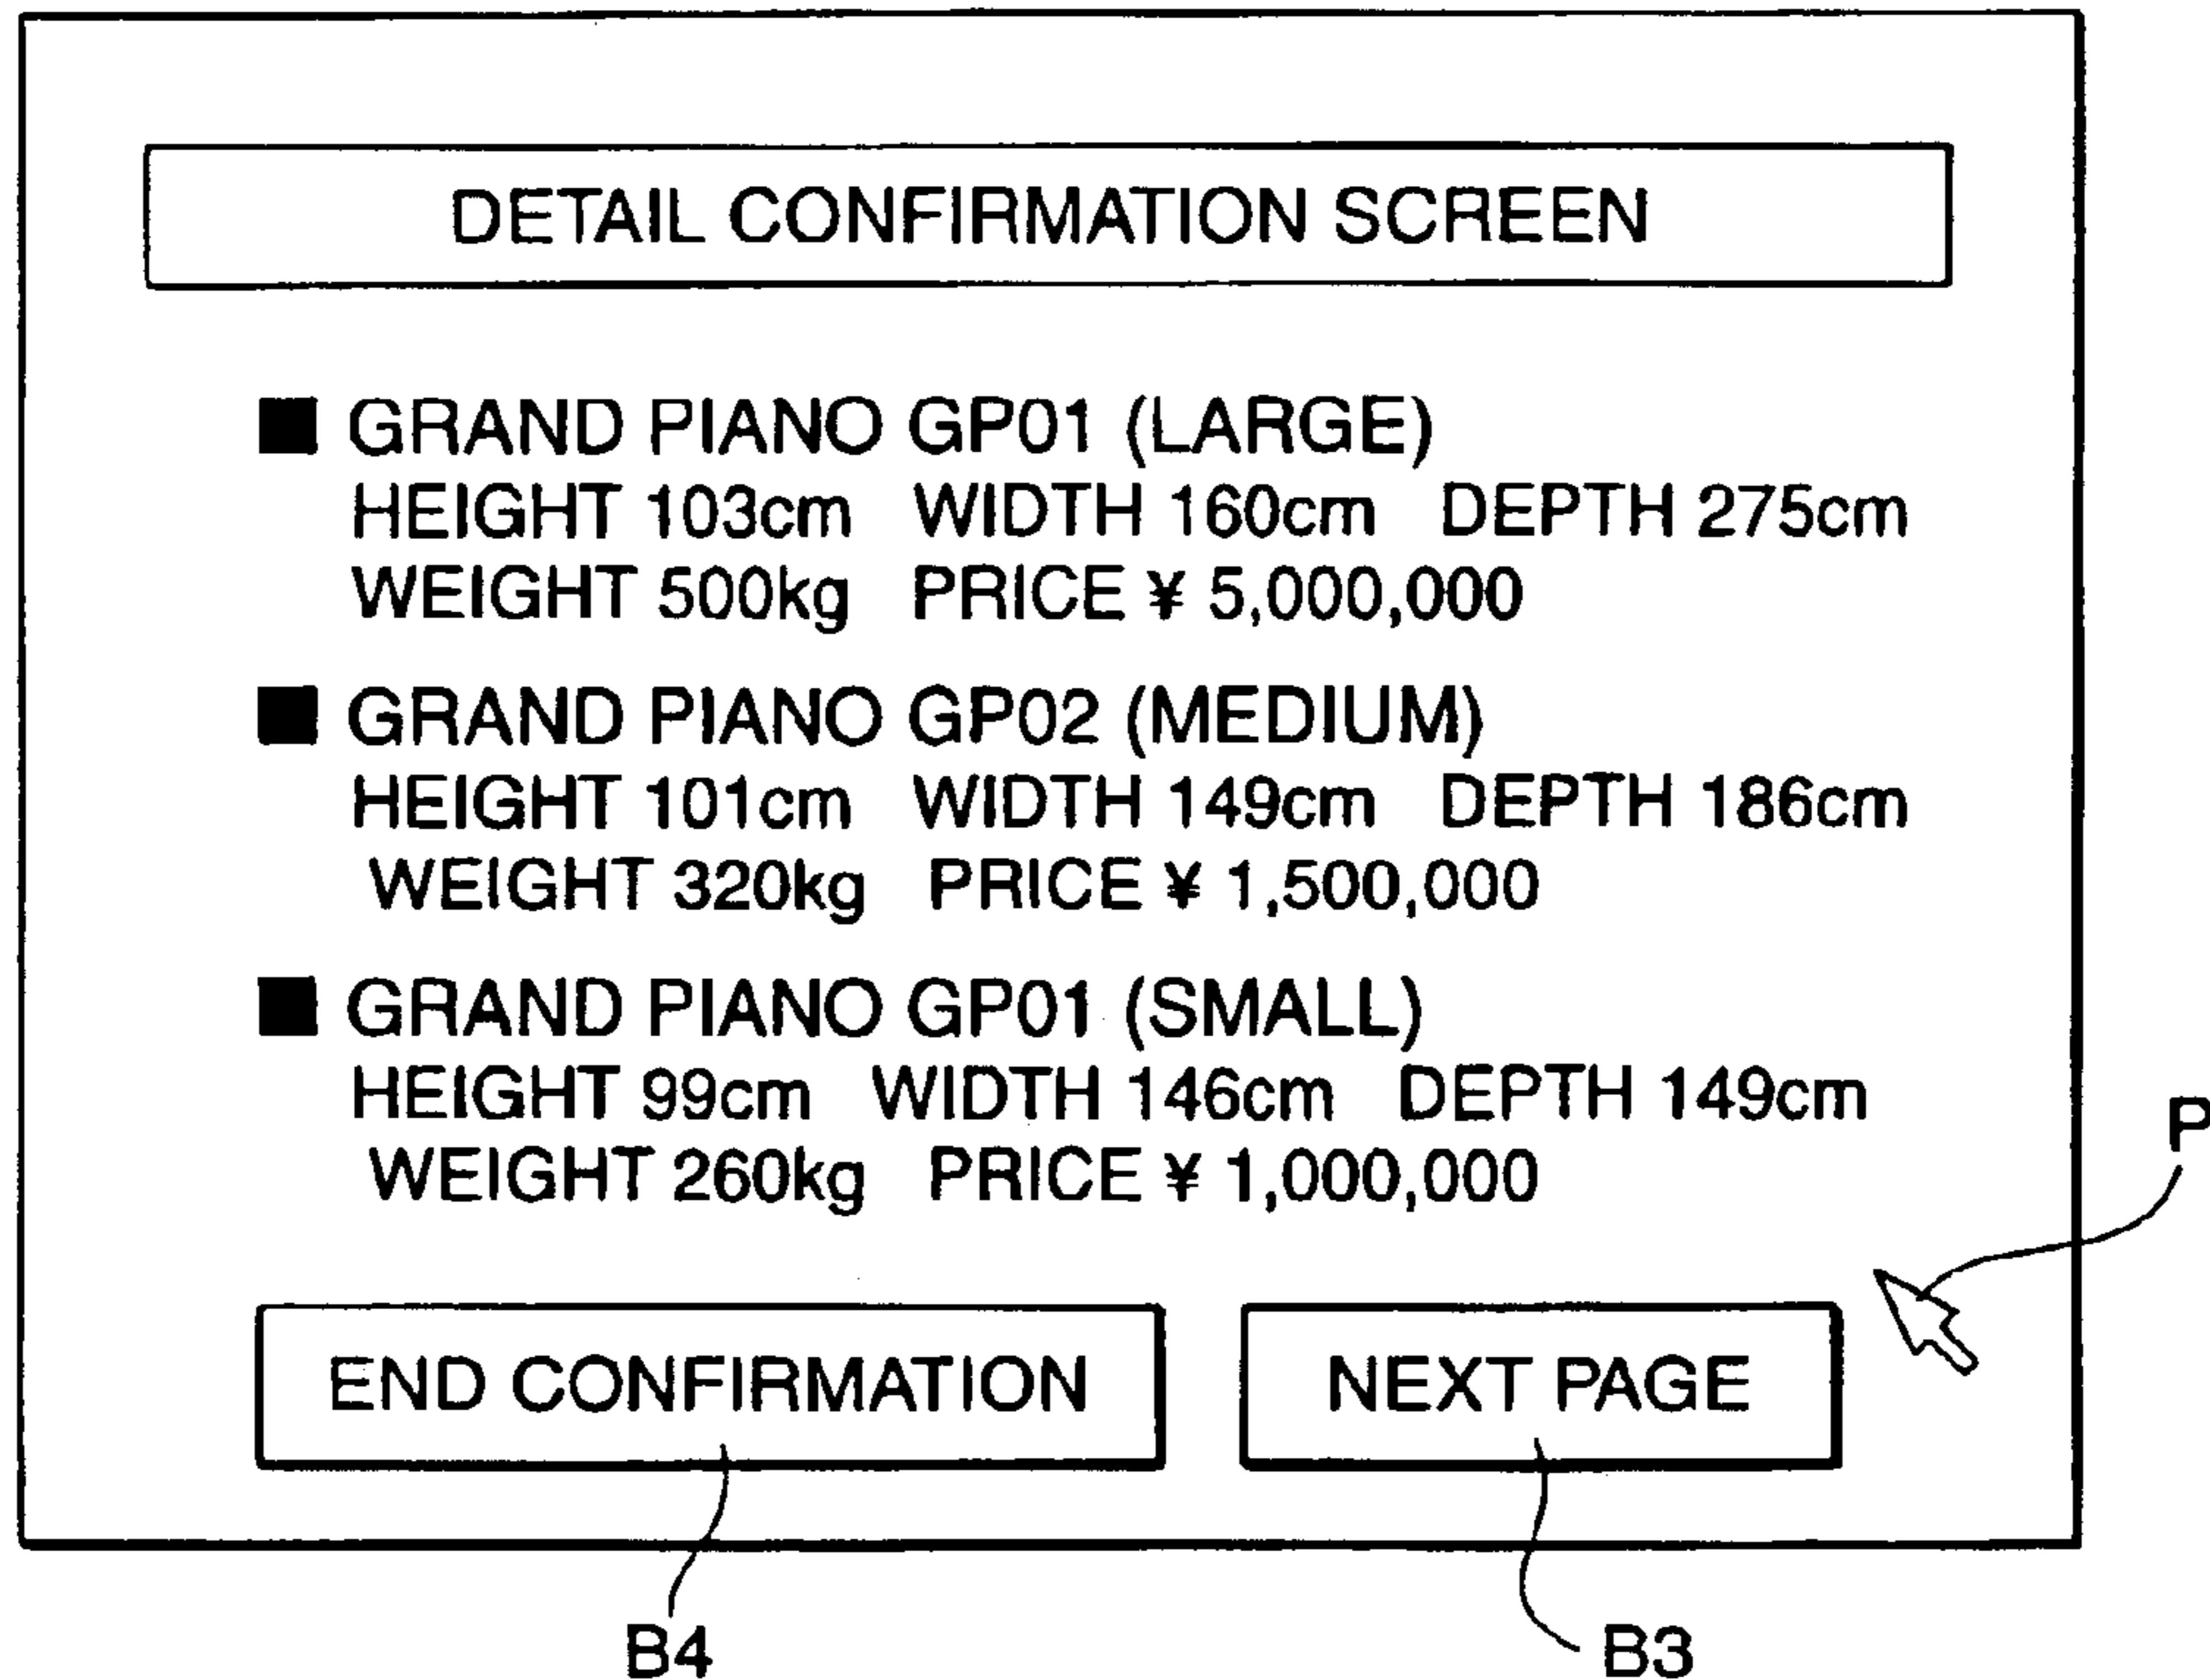 DETAIL CONFIRMATION SCREEN
■ GRAND PIANO GP01 (LARGE)
HEIGHT 103cm WIDTH 160cm DEPTH 275cm
WEIGHT 500kg PRICE ¥ 5,000,000
■ GRAND PIANO GP02 (MEDIUM)
HEIGHT 101cm WIDTH 149cm DEPTH 186cm
WEIGHT 320kg PRICE ¥ 1,500,000
■ GRAND PIANO GP01 (SMALL)
HEIGHT 99cm WIDTH 146cm DEPTH 149cm
WEIGHT 260kg PRICE ¥ 1,000,000
P
END CONFIRMATION NEXT PAGE
B4 B3